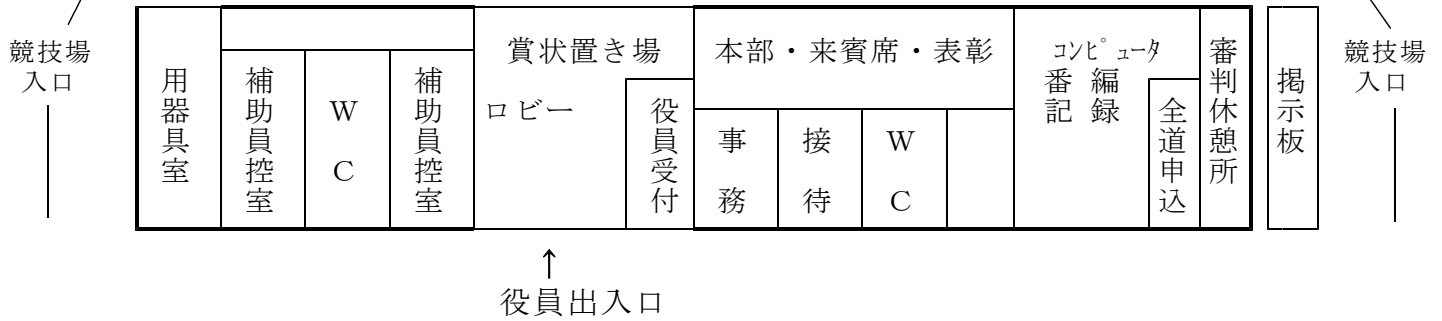 競技場
入口
用器具室
補助員控室
WC
補助員控室
賞状置き場
ロビー
役員受付
本部・来賓席・表彰
事務
接待
WC
コンピュータ
番編
記録
全道申込
審判休憩所
掲示板
競技場
入口
↑
役員出入口